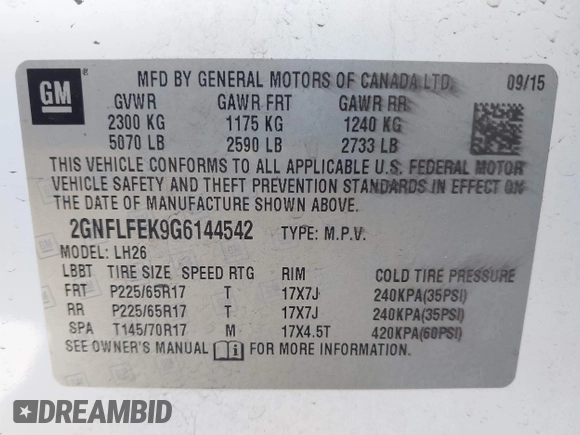 GM ® MFD BY GENERAL MOTORS OF CANADA LTD. 09/15
GVWR GAWR FRT GAWR RR
2300 KG 1175 KG 1240 KG
5070 LB 2590 LB 2733 LB
THIS VEHICLE CONFORMS TO ALL APPLICABLE U.S. FEDERAL MOTOR
VEHICLE SAFETY AND THEFT PREVENTION STANDARDS IN EFFECT ON
THE DATE OF MANUFACTURE SHOWN ABOVE.
2GNFLFEK9G6144542 TYPE: M.P.V.
MODEL: LH26
LBBT TIRE SIZE SPEED RTG RIM COLD TIRE PRESSURE
FRT P225/65R17 T 17X7J 240KPA(35PSI)
RR P225/65R17 T 17X7J 240KPA(35PSI)
SPA T145/70R17 M 17X4.5T 420KPA(60PSI)
SEE OWNER'S MANUAL i FOR MORE INFORMATION
DREAMBID